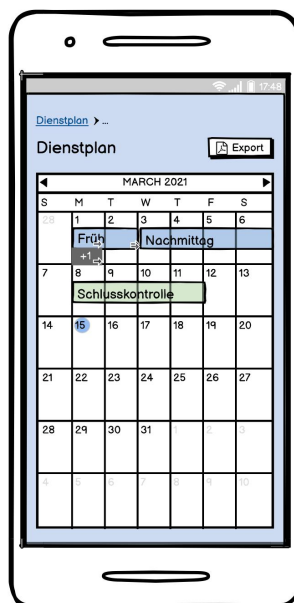 17:48
Dienstplan > ...
Dienstplan
Export
MARCH 2021
S M T W T F S
28 1 2 3 4 5 6
Früh Nachmittag
+1
7 8 9 10 11 12 13
Schlusskontrolle
14 15 16 17 18 19 20
21 22 23 24 25 26 27
28 29 30 31 1 2 3
4 5 6 7 8 9 10